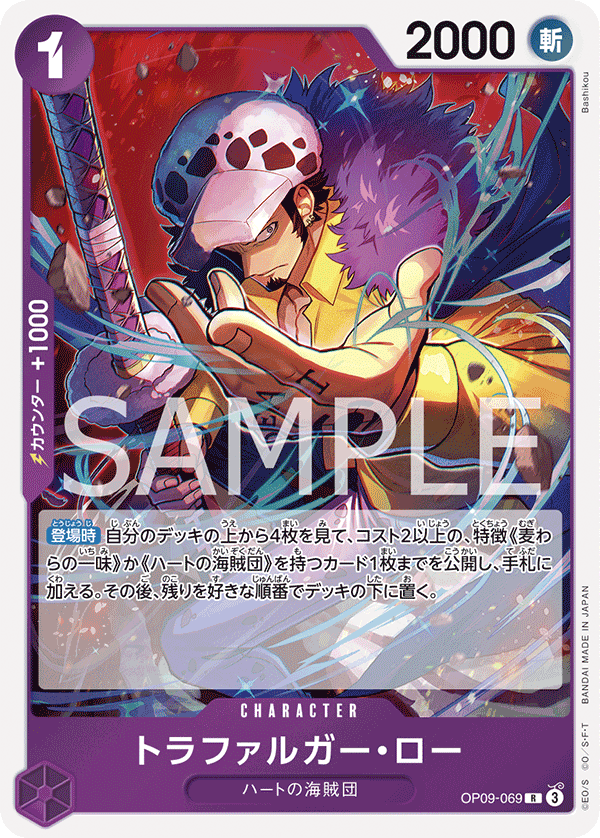 1
2000
斬
Bashikou
カウンター +1000
SAMPLE
登場時 自分のデッキの上から4枚を見て、コスト2以上の、特徴《麦わ
らの一味》か《ハートの海賊団》を持つカード1枚までを公開し、手札に
加える。その後、残りを好きな順番でデッキの下に置く。
CHARACTER
トラファルガー・ロー
ハートの海賊団
OP09-069 R 3
©E.O/S ©O/S・F・T BANDAI MADE IN JAPAN